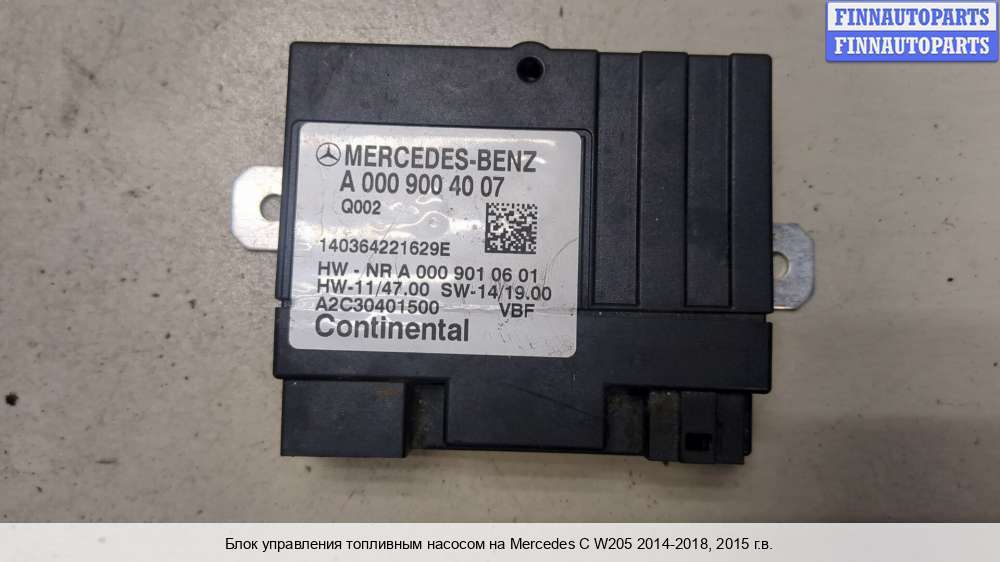 FINNAUTOPARTS
FINNAUTOPARTS
MERCEDES-BENZ
A 000 900 40 07
Q002
140364221629E
HW - NR A 000 901 06 01
HW-11/47.00 SW-14/19.00
A2C30401500 VBF
Continental
Блок управления топливным насосом на Mercedes C W205 2014-2018, 2015 г.в.